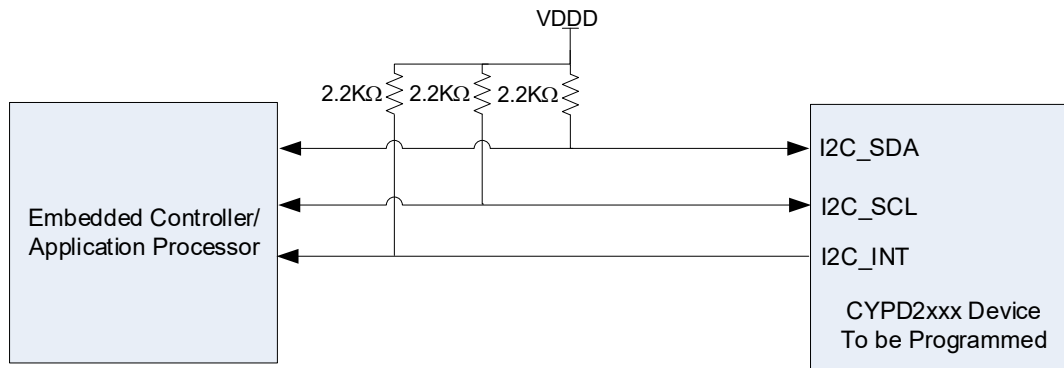 VDDD
2.2KΩ 2.2KΩ 2.2KΩ
I2C_SDA
Embedded Controller/
Application Processor
I2C_SCL
I2C_INT
CYPD2xxx Device
To be Programmed